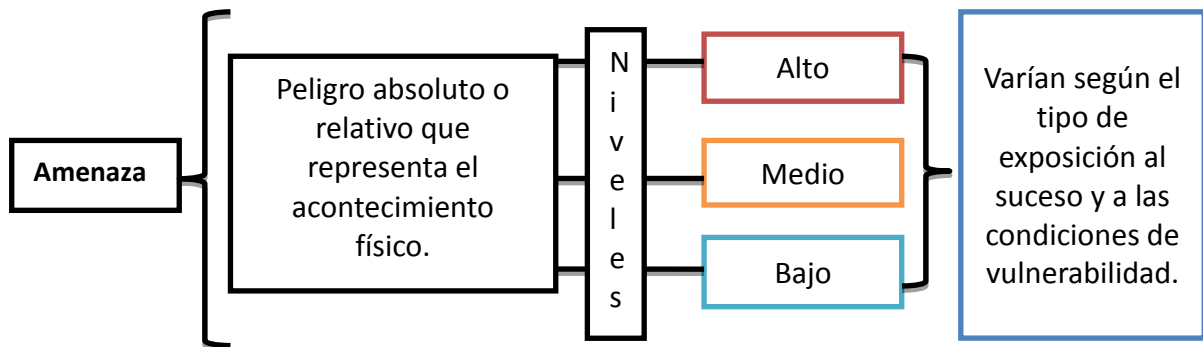 Amenaza
Peligro absoluto o
relativo que
representa el
acontecimiento
físico.
Niveles
Alto
Medio
Bajo
Varían según el
tipo de
exposición al
suceso y a las
condiciones de
vulnerabilidad.